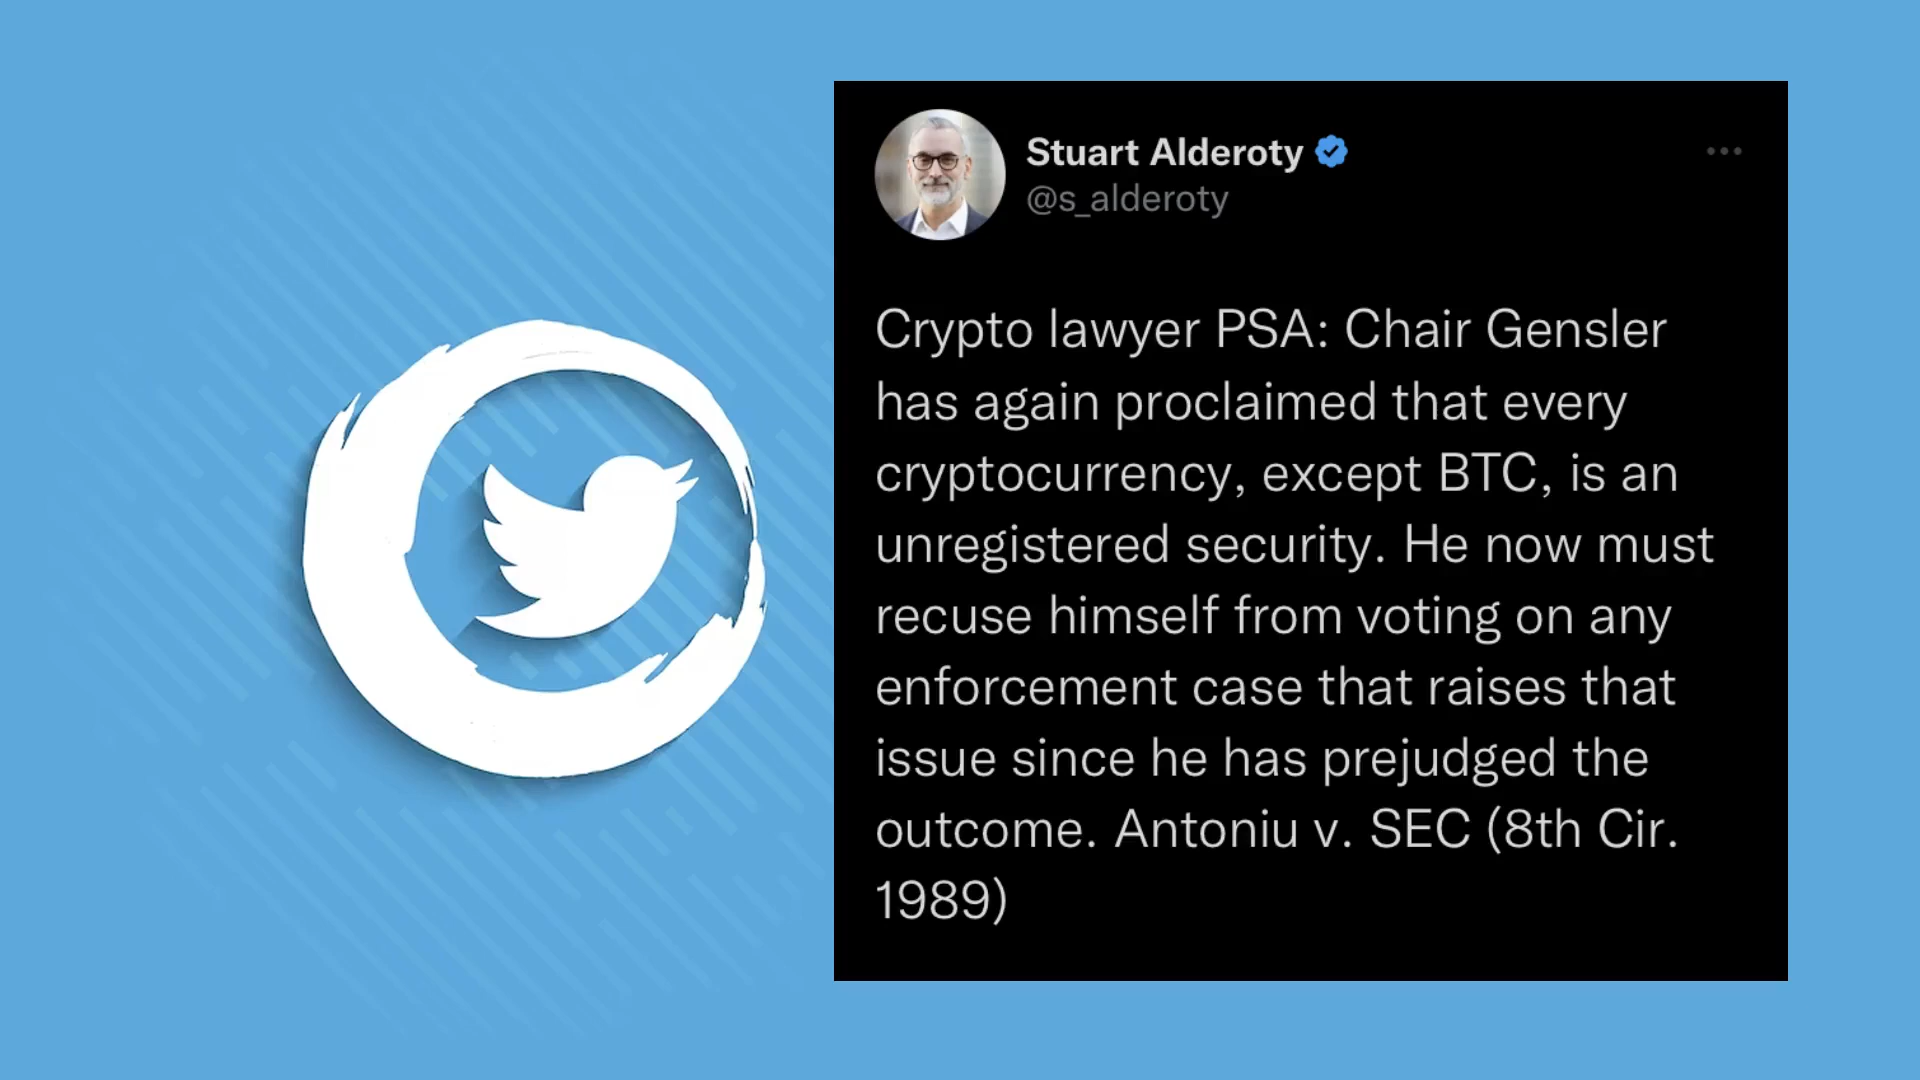 Stuart Alderoty
@s_alderoty
Crypto lawyer PSA: Chair Gensler
has again proclaimed that every
cryptocurrency, except BTC, is an
unregistered security. He now must
recuse himself from voting on any
enforcement case that raises that
issue since he has prejudged the
outcome. Antoniu v. SEC (8th Cir.
1989)